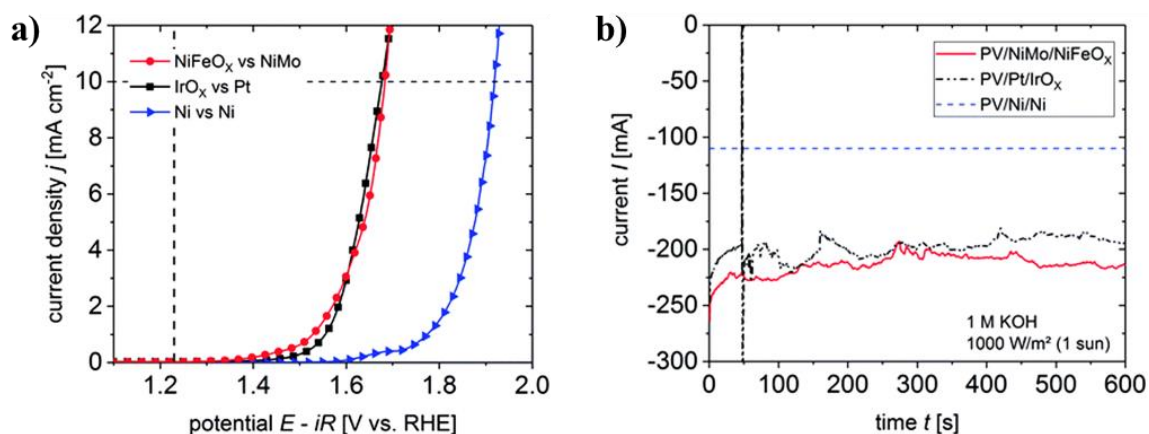 a)
12
10
8
6
4
2
0
current density j [mA cm⁻²]
NiFeOX vs NiMo
IrOX vs Pt
Ni vs Ni
1.2
1.4
1.6
1.8
2.0
potential E - iR [V vs. RHE]
b)
0
-50
-100
-150
-200
-250
-300
current I [mA]
PV/NiMo/NiFeOX
PV/Pt/IrOX
PV/Ni/Ni
1 M KOH
1000 W/m² (1 sun)
0
100
200
300
400
500
600
time t [s]